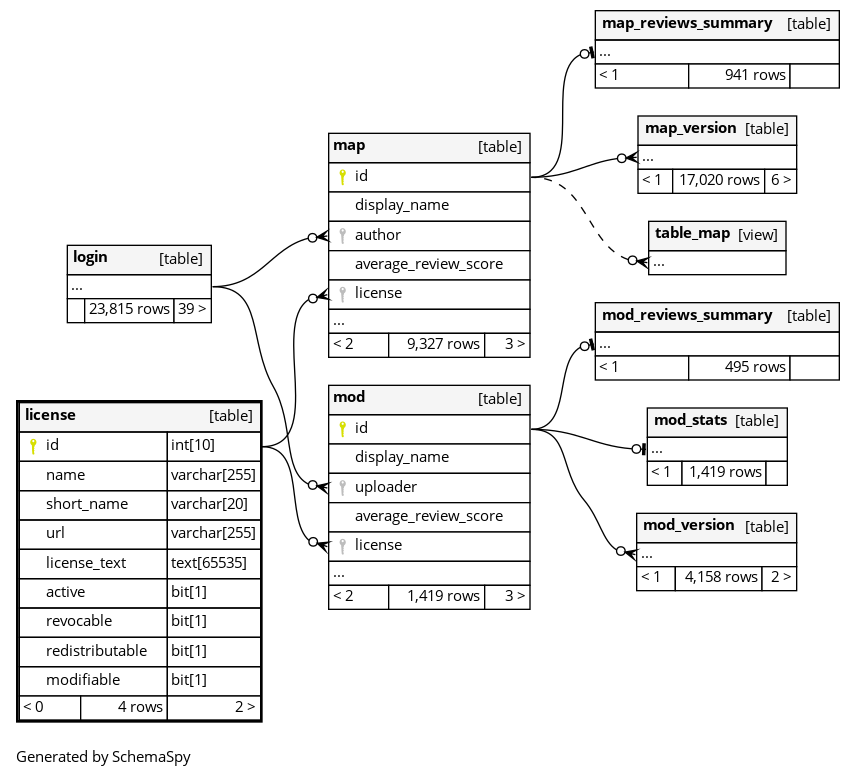 map_reviews_summary [table]
...
< 1 941 rows
map_version [table]
...
< 1 17,020 rows 6 >
table_map [view]
...
map [table]
id
display_name
author
average_review_score
license
...
< 2 9,327 rows 3 >
login [table]
...
23,815 rows 39 >
mod_reviews_summary [table]
...
< 1 495 rows
mod [table]
id
display_name
uploader
average_review_score
license
...
< 2 1,419 rows 3 >
mod_stats [table]
...
< 1 1,419 rows
mod_version [table]
...
< 1 4,158 rows 2 >
license [table]
id int[10]
name varchar[255]
short_name varchar[20]
url varchar[255]
license_text text[65535]
active bit[1]
revocable bit[1]
redistributable bit[1]
modifiable bit[1]
< 0 4 rows 2 >
Generated by SchemaSpy